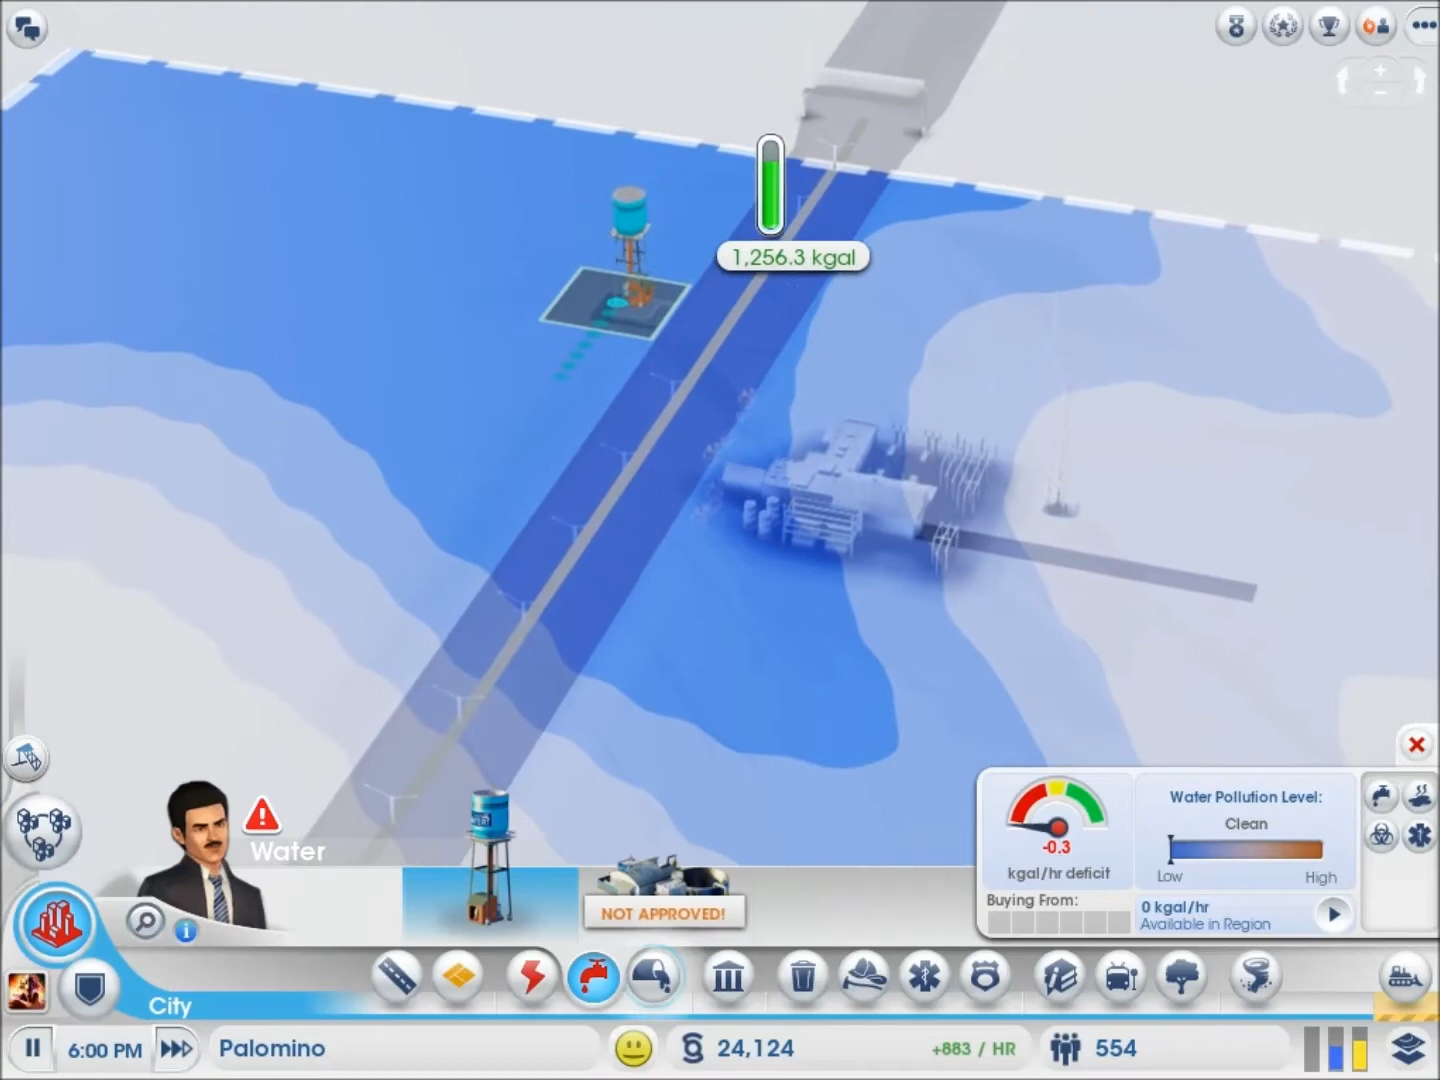 1,256.3 kgal
Water
NOT APPROVED!
-0.3
kgal/hr deficit
Buying From:
Water Pollution Level:
Clean
Low
High
0 kgal/hr
Available in Region
City
6:00 PM
Palomino
24,124
+883 / HR
554